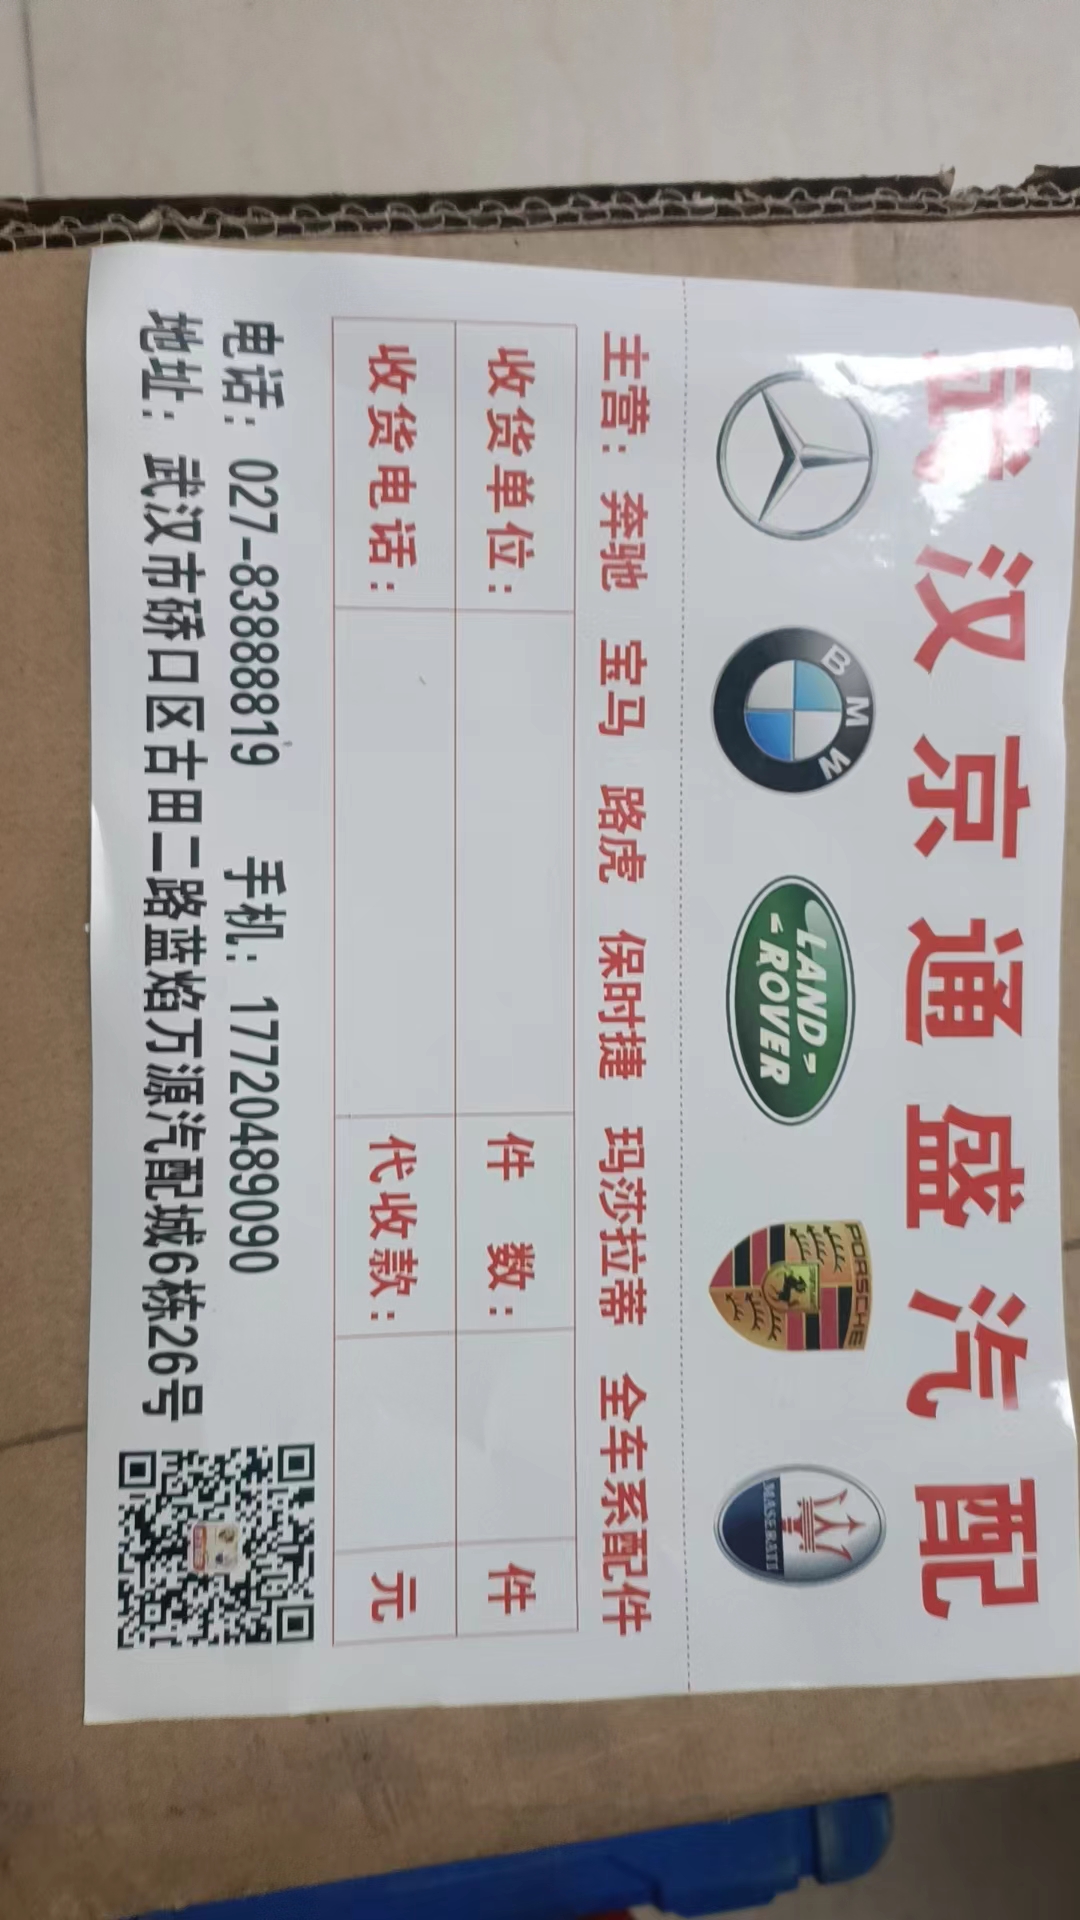 武汉京通盛汽配
BMW
LAND ROVER
PORSCHE
MASERATI
主营：奔驰 宝马 路虎 保时捷 玛莎拉蒂 全车系配件
收货单位： 件 数： 件
收货电话： 代收款： 元
电话：027-83888819 手机：17720489090
地址：武汉市硚口区古田二路蓝焰万源汽配城6栋26号